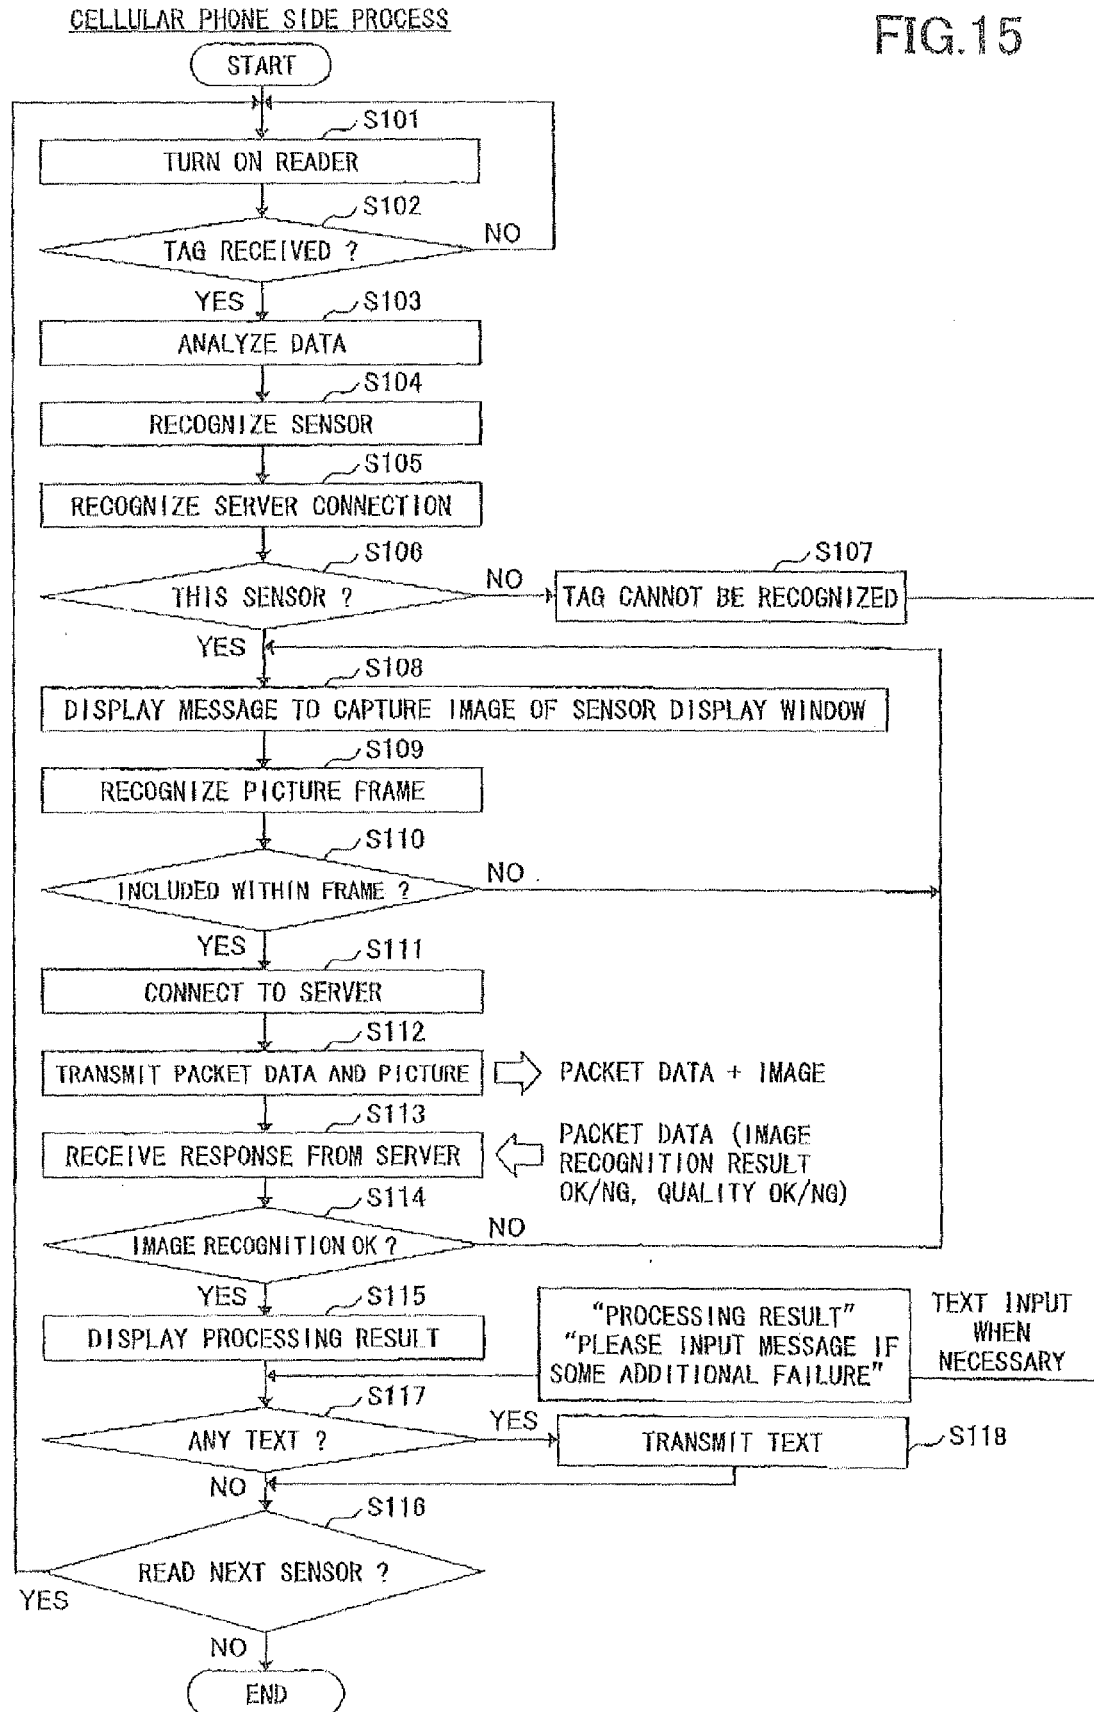 CELLULAR PHONE SIDE PROCESS
FIG.15
START
S101
TURN ON READER
S102
TAG RECEIVED ?
NO
YES
S103
ANALYZE DATA
S104
RECOGNIZE SENSOR
S105
RECOGNIZE SERVER CONNECTION
S106
THIS SENSOR ?
NO
S107
TAG CANNOT BE RECOGNIZED
YES
S108
DISPLAY MESSAGE TO CAPTURE IMAGE OF SENSOR DISPLAY WINDOW
S109
RECOGNIZE PICTURE FRAME
S110
INCLUDED WITHIN FRAME ?
NO
YES
S111
CONNECT TO SERVER
S112
TRANSMIT PACKET DATA AND PICTURE
PACKET DATA + IMAGE
S113
RECEIVE RESPONSE FROM SERVER
PACKET DATA (IMAGE
RECOGNITION RESULT
OK/NG, QUALITY OK/NG)
S114
IMAGE RECOGNITION OK ?
NO
YES
S115
DISPLAY PROCESSING RESULT
“PROCESSING RESULT”
“PLEASE INPUT MESSAGE IF
SOME ADDITIONAL FAILURE”
TEXT INPUT
WHEN
NECESSARY
S117
ANY TEXT ?
YES
TRANSMIT TEXT
S118
NO
S116
READ NEXT SENSOR ?
YES
NO
END